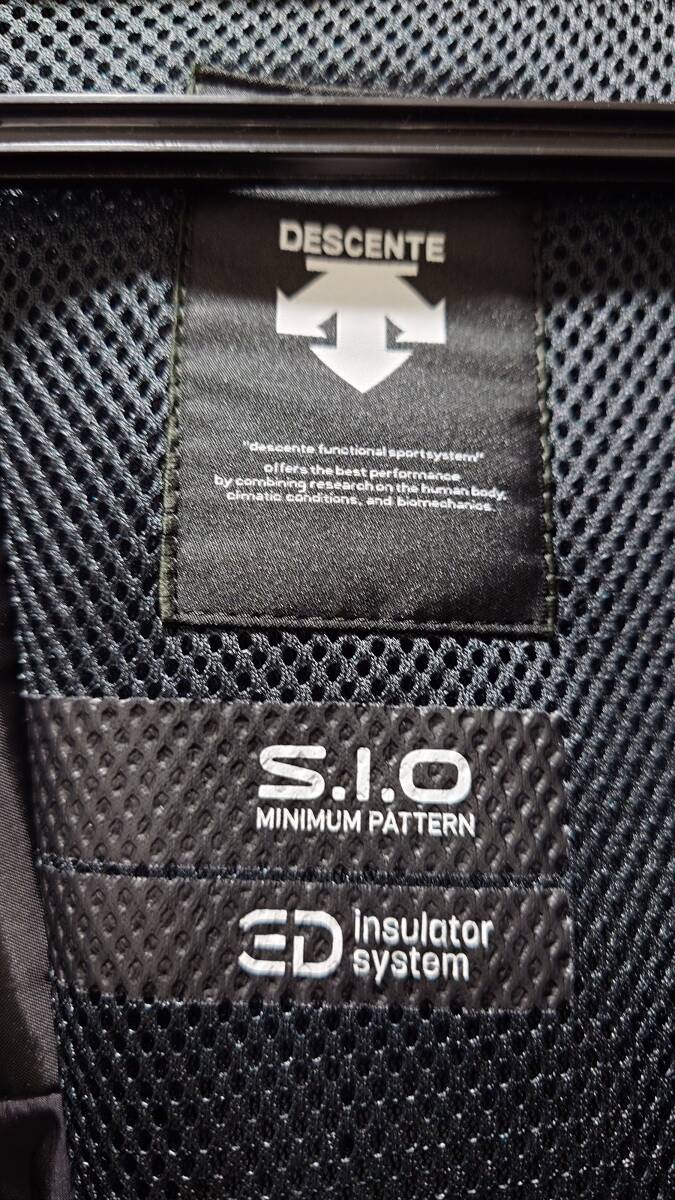 DESCENTE
"descente functional sportsystem"
offers the best performance
by combining research on the human body,
climatic conditions, and biomechanics.
S.I.O
MINIMUM PATTERN
3D insulator
system